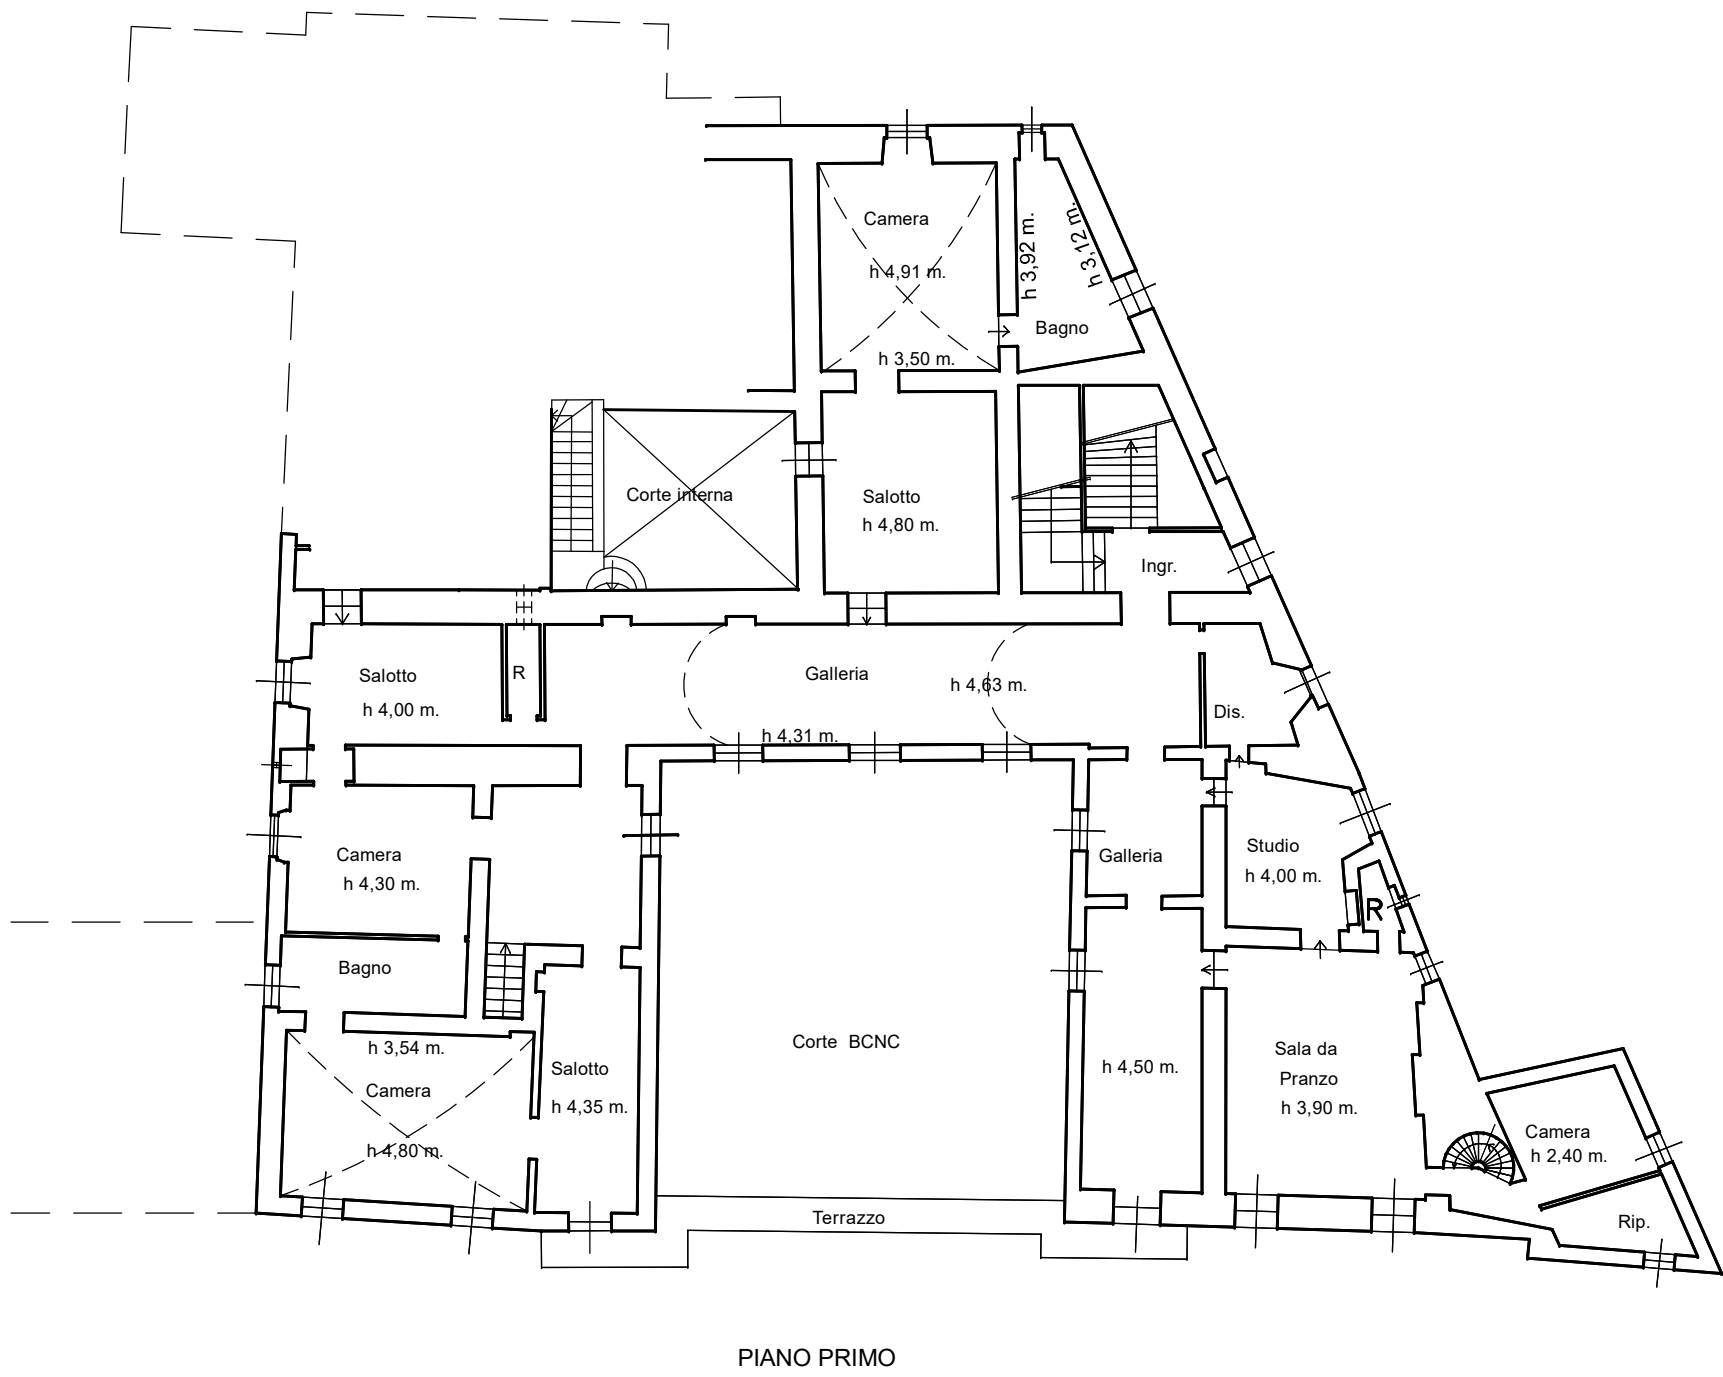 Camera
h 4,91 m.
h 3,50 m.
h 3,92 m.
h 3,12 m.
Bagno
Corte interna
Salotto
h 4,80 m.
Ingr.
Salotto
h 4,00 m.
R
Galleria
h 4,63 m.
h 4,31 m.
Dis.
Camera
h 4,30 m.
Galleria
Studio
h 4,00 m.
R
Bagno
h 3,54 m.
Camera
h 4,80 m.
Salotto
h 4,35 m.
Corte BCNC
h 4,50 m.
Sala da
Pranzo
h 3,90 m.
Camera
h 2,40 m.
Terrazzo
Rip.
PIANO PRIMO